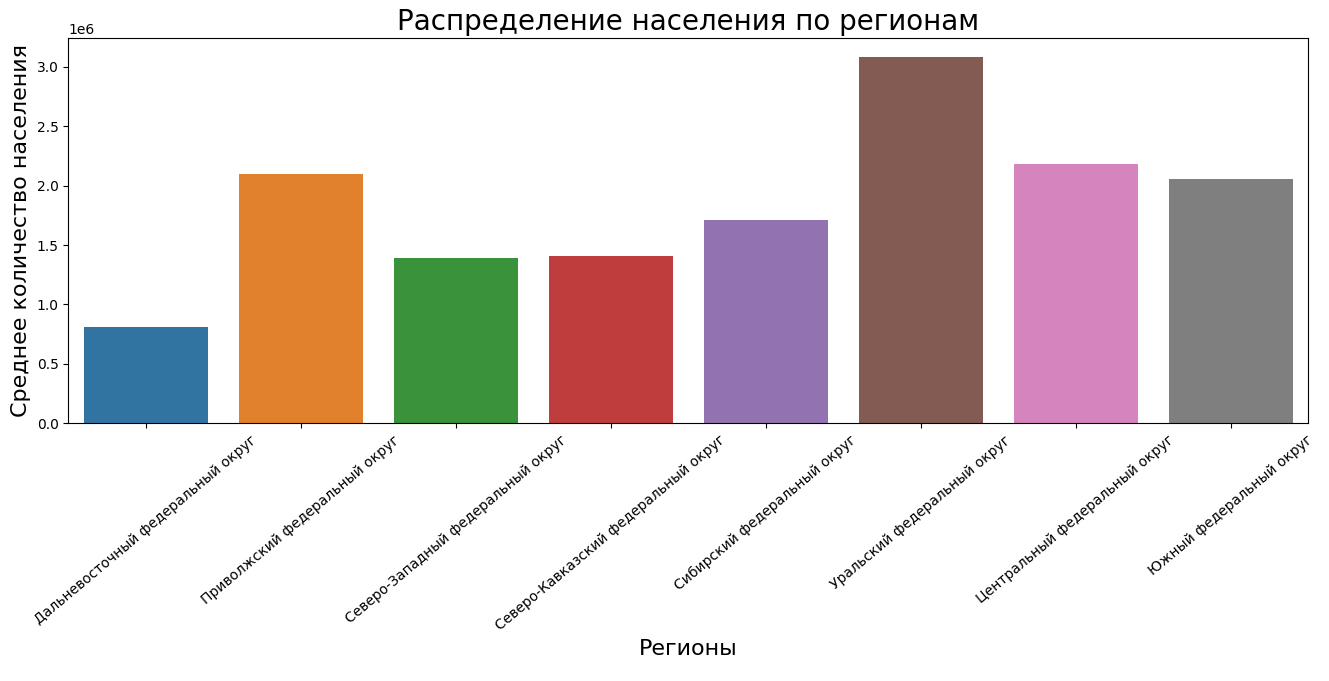 Распределение населения по регионам
1e6
Среднее количество населения
3.0
2.5
2.0
1.5
1.0
0.5
0.0
Дальневосточный федеральный округ
Приволжский федеральный округ
Северо-Западный федеральный округ
Северо-Кавказский федеральный округ
Сибирский федеральный округ
Уральский федеральный округ
Центральный федеральный округ
Южный федеральный округ
Регионы